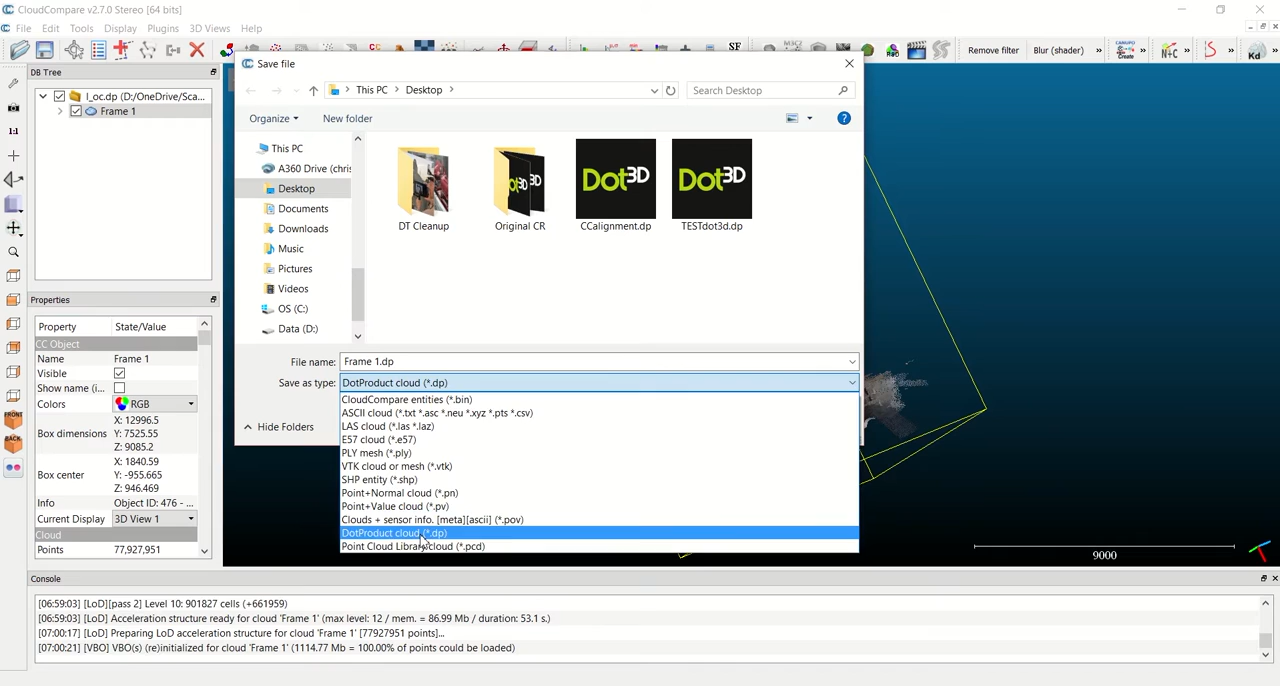 CloudCompare v2.7.0 Stereo [64 bits]
File Edit Tools Display Plugins 3D Views Help
SF Remove filter Blur (shader) » » N+C » » Kd
DB Tree
l_oc.dp (D:/OneDrive/Sca...
Frame 1
Properties
Property State/Value
CC Object
Name Frame 1
Visible
Show name (i...
Colors RGB
Box dimensions
X: 12996.5
Y: 7525.55
Z: 9085.2
Box center
X: 1840.59
Y: -955.665
Z: 946.469
Info Object ID: 476 - ...
Current Display 3D View 1
Cloud
Points 77,927,951
1:1
FRONT
BACK
Save file
This PC > Desktop >
Search Desktop
Organize New folder
This PC
A360 Drive (chris
Desktop
Documents
Downloads
Music
Pictures
Videos
OS (C:)
Data (D:)
DT Cleanup
Original CR
Dot3D
CCalignment.dp
Dot3D
TESTdot3d.dp
File name: Frame 1.dp
Save as type: DotProduct cloud (*.dp)
Hide Folders
CloudCompare entities (*.bin)
ASCII cloud (*.txt *.asc *.neu *.xyz *.pts *.csv)
LAS cloud (*.las *.laz)
E57 cloud (*.e57)
PLY mesh (*.ply)
VTK cloud or mesh (*.vtk)
SHP entity (*.shp)
Point+Normal cloud (*.pn)
Point+Value cloud (*.pv)
Clouds + sensor info. [meta][ascii] (*.pov)
DotProduct cloud (*.dp)
Point Cloud Library cloud (*.pcd)
9000
Console
[06:59:03] [LoD][pass 2] Level 10: 901827 cells (+661959)
[06:59:03] [LoD] Acceleration structure ready for cloud 'Frame 1' (max level: 12 / mem. = 86.99 Mb / duration: 53.1 s.)
[07:00:17] [LoD] Preparing LoD acceleration structure for cloud 'Frame 1' [77927951 points]...
[07:00:21] [VBO] VBO(s) (re)initialized for cloud 'Frame 1' (1114.77 Mb = 100.00% of points could be loaded)